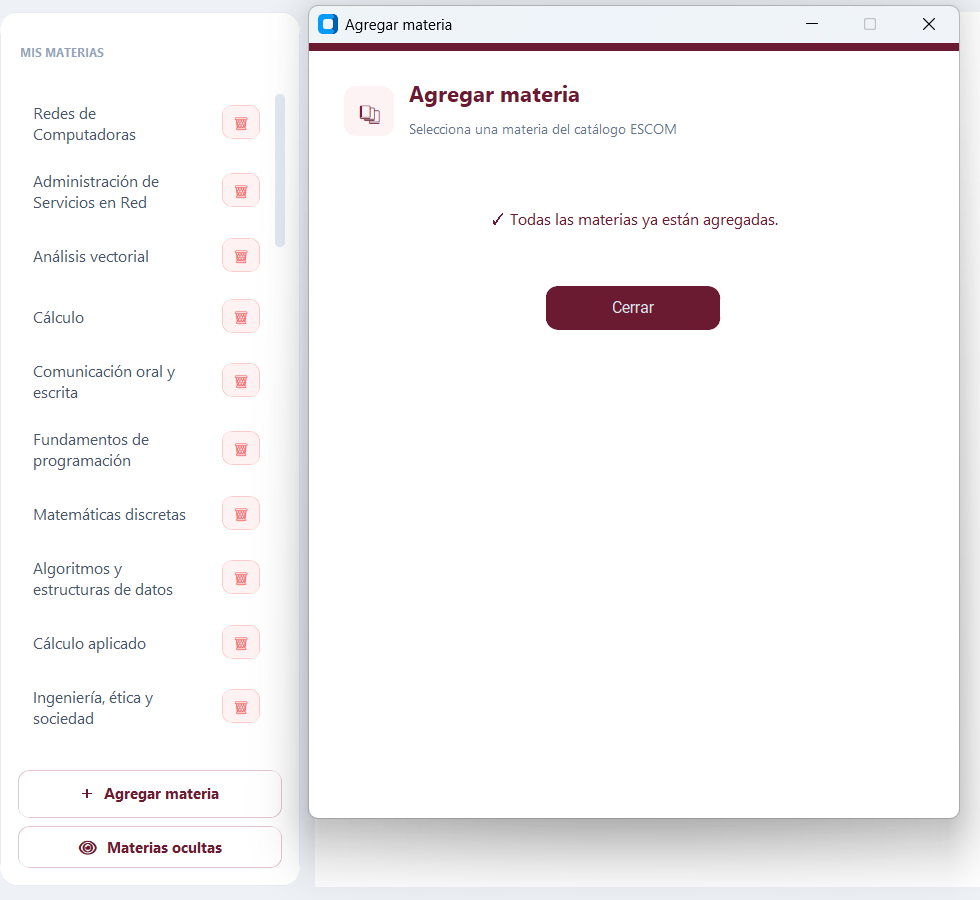 MIS MATERIAS
Redes de
Computadoras
Administración de
Servicios en Red
Análisis vectorial
Cálculo
Comunicación oral y
escrita
Fundamentos de
programación
Matemáticas discretas
Algoritmos y
estructuras de datos
Cálculo aplicado
Ingeniería, ética y
sociedad
+ Agregar materia
Materias ocultas
Agregar materia
Agregar materia
Selecciona una materia del catálogo ESCOM
✓ Todas las materias ya están agregadas.
Cerrar